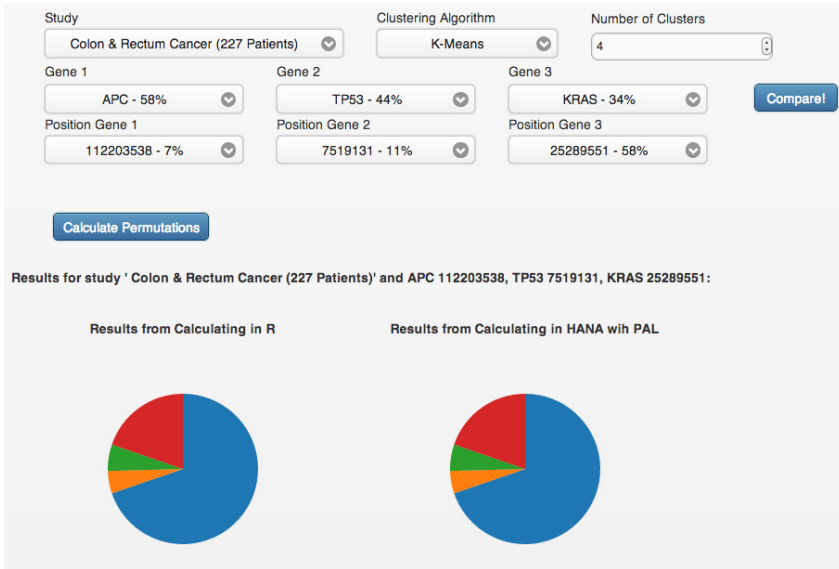 Study
Clustering Algorithm
Number of Clusters
Colon & Rectum Cancer (227 Patients)
K-Means
4
Gene 1
Gene 2
Gene 3
APC - 58%
TP53 - 44%
KRAS - 34%
Compare!
Position Gene 1
Position Gene 2
Position Gene 3
112203538 - 7%
7519131 - 11%
25289551 - 58%
Calculate Permutations
Results for study ' Colon & Rectum Cancer (227 Patients)' and APC 112203538, TP53 7519131, KRAS 25289551:
Results from Calculating in R
Results from Calculating in HANA wih PAL